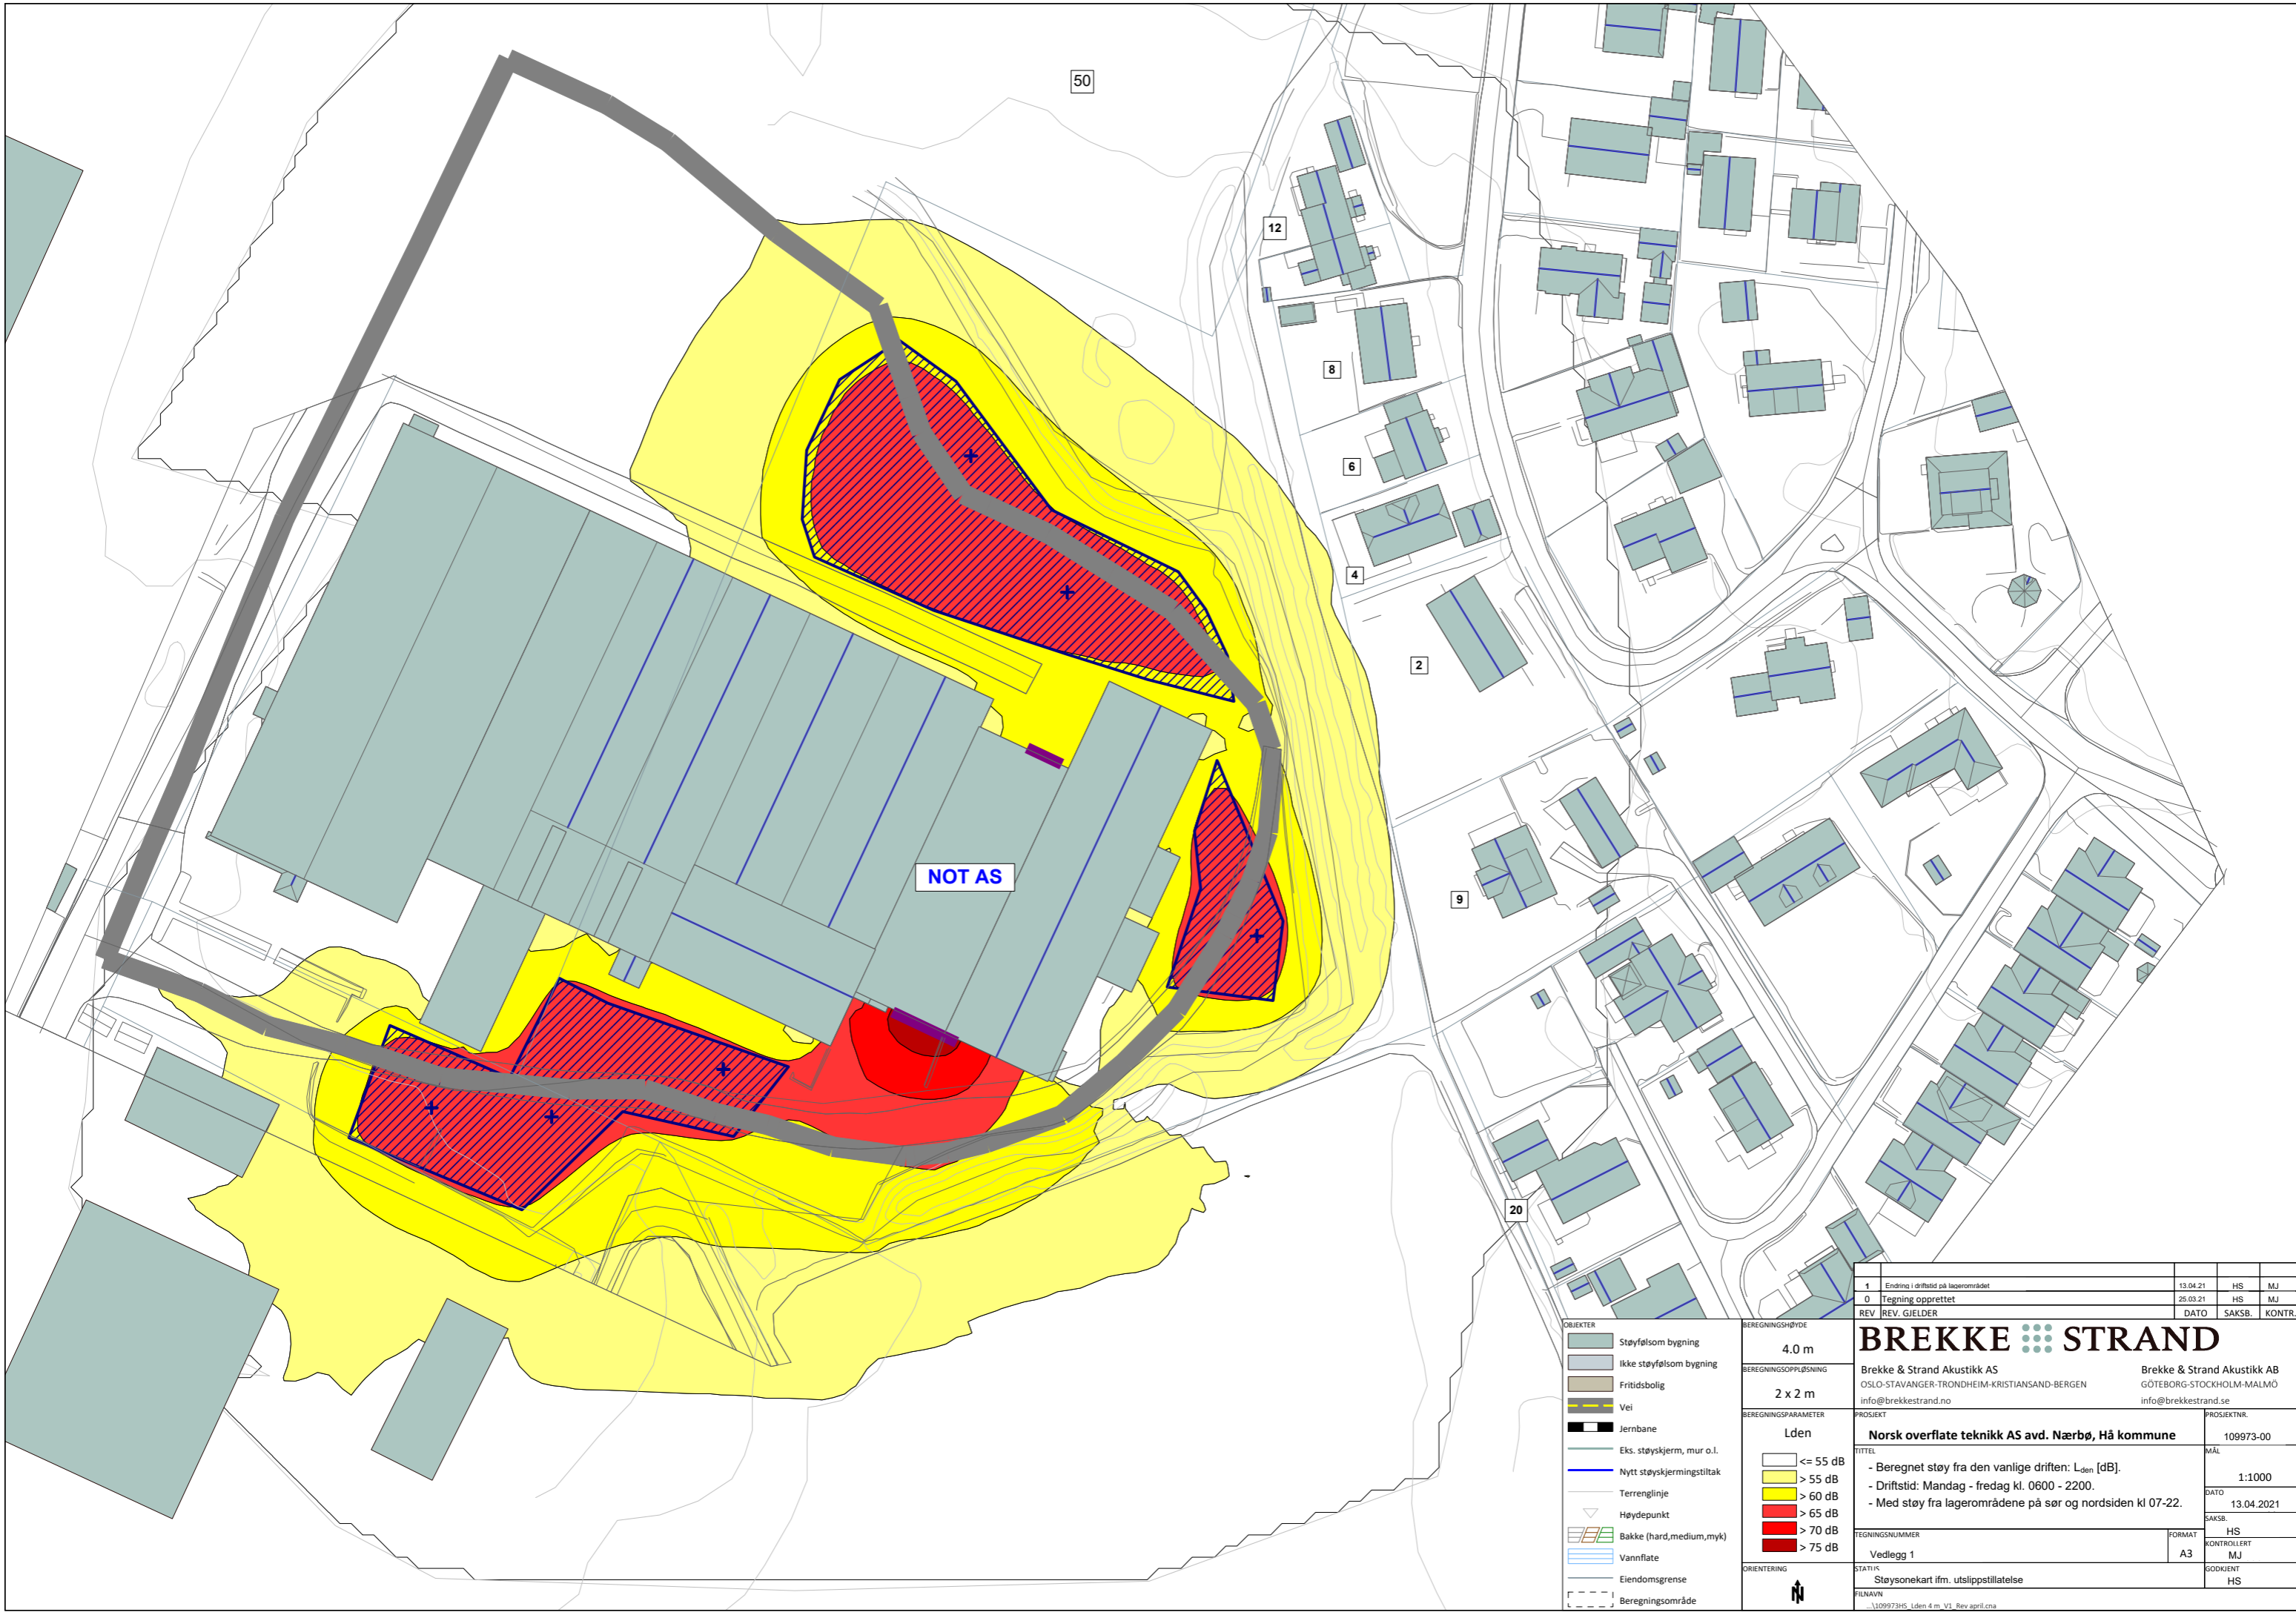 50
12
8
6
4
2
NOT AS
9
20
1 Endring i driftstid på lagerområdet 13.04.21 HS MJ
0 Tegning opprettet 25.03.21 HS MJ
REV REV. GJELDER DATO SAKSB. KONTR.
OBJEKTER
Støyfølsom bygning
Ikke støyfølsom bygning
Fritidsbolig
Vei
Jernbane
Eks. støyskjerm, mur o.l.
Nytt støyskjermingstiltak
Terrenglinje
Høydepunkt
Bakke (hard,medium,myk)
Vannflate
Eiendomsgrense
Beregningsområde
BEREGNINGSHØYDE
4.0 m
BEREGNINGSOPPLØSNING
2 x 2 m
BEREGNINGSPARAMETER
Lden
<= 55 dB
> 55 dB
> 60 dB
> 65 dB
> 70 dB
> 75 dB
ORIENTERING
N
BREKKE STRAND
Brekke & Strand Akustikk AS Brekke & Strand Akustikk AB
OSLO-STAVANGER-TRONDHEIM-KRISTIANSAND-BERGEN GÖTEBORG-STOCKHOLM-MALMÖ
info@brekkestrand.no info@brekkestrand.se
PROSJEKT
Norsk overflate teknikk AS avd. Nærbø, Hå kommune
PROSJEKTNR.
109973-00
TITTEL
- Beregnet støy fra den vanlige driften: Lden [dB].
- Driftstid: Mandag - fredag kl. 0600 - 2200.
- Med støy fra lagerområdene på sør og nordsiden kl 07-22.
MÅL
1:1000
DATO
13.04.2021
SAKSB.
HS
TEGNINGSNUMMER
Vedlegg 1
FORMAT
A3
KONTROLLERT
MJ
STATUS
Støysonekart ifm. utslippstillatelse
GODKJENT
HS
FILNAVN
...\109973HS_Lden 4 m_V1_Rev april.cna